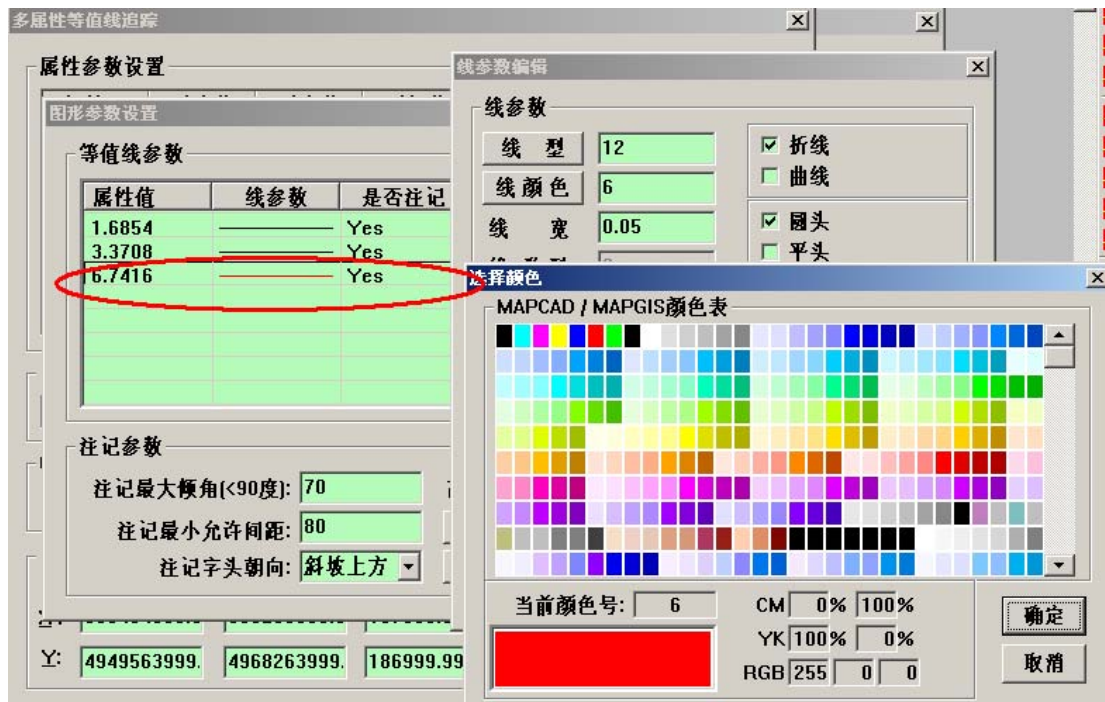 多属性等值线追踪
属性参数设置
图形参数设置
等值线参数
属性值 线参数 是否注记
1.6854 Yes
3.3708 Yes
6.7416 Yes
注记参数
注记最大倾角(<90度): 70
注记最小允许间距: 80
注记字头朝向: 斜坡上方
Y: 4949563999. 4968263999. 186999.99
线参数编辑
线参数
线 型 12
线颜色 6
线 宽 0.05
折线
曲线
圆头
平头
选择颜色
MAPCAD / MAPGIS颜色表
当前颜色号: 6
CM 0% 100%
YK 100% 0%
RGB 255 0 0
确定
取消